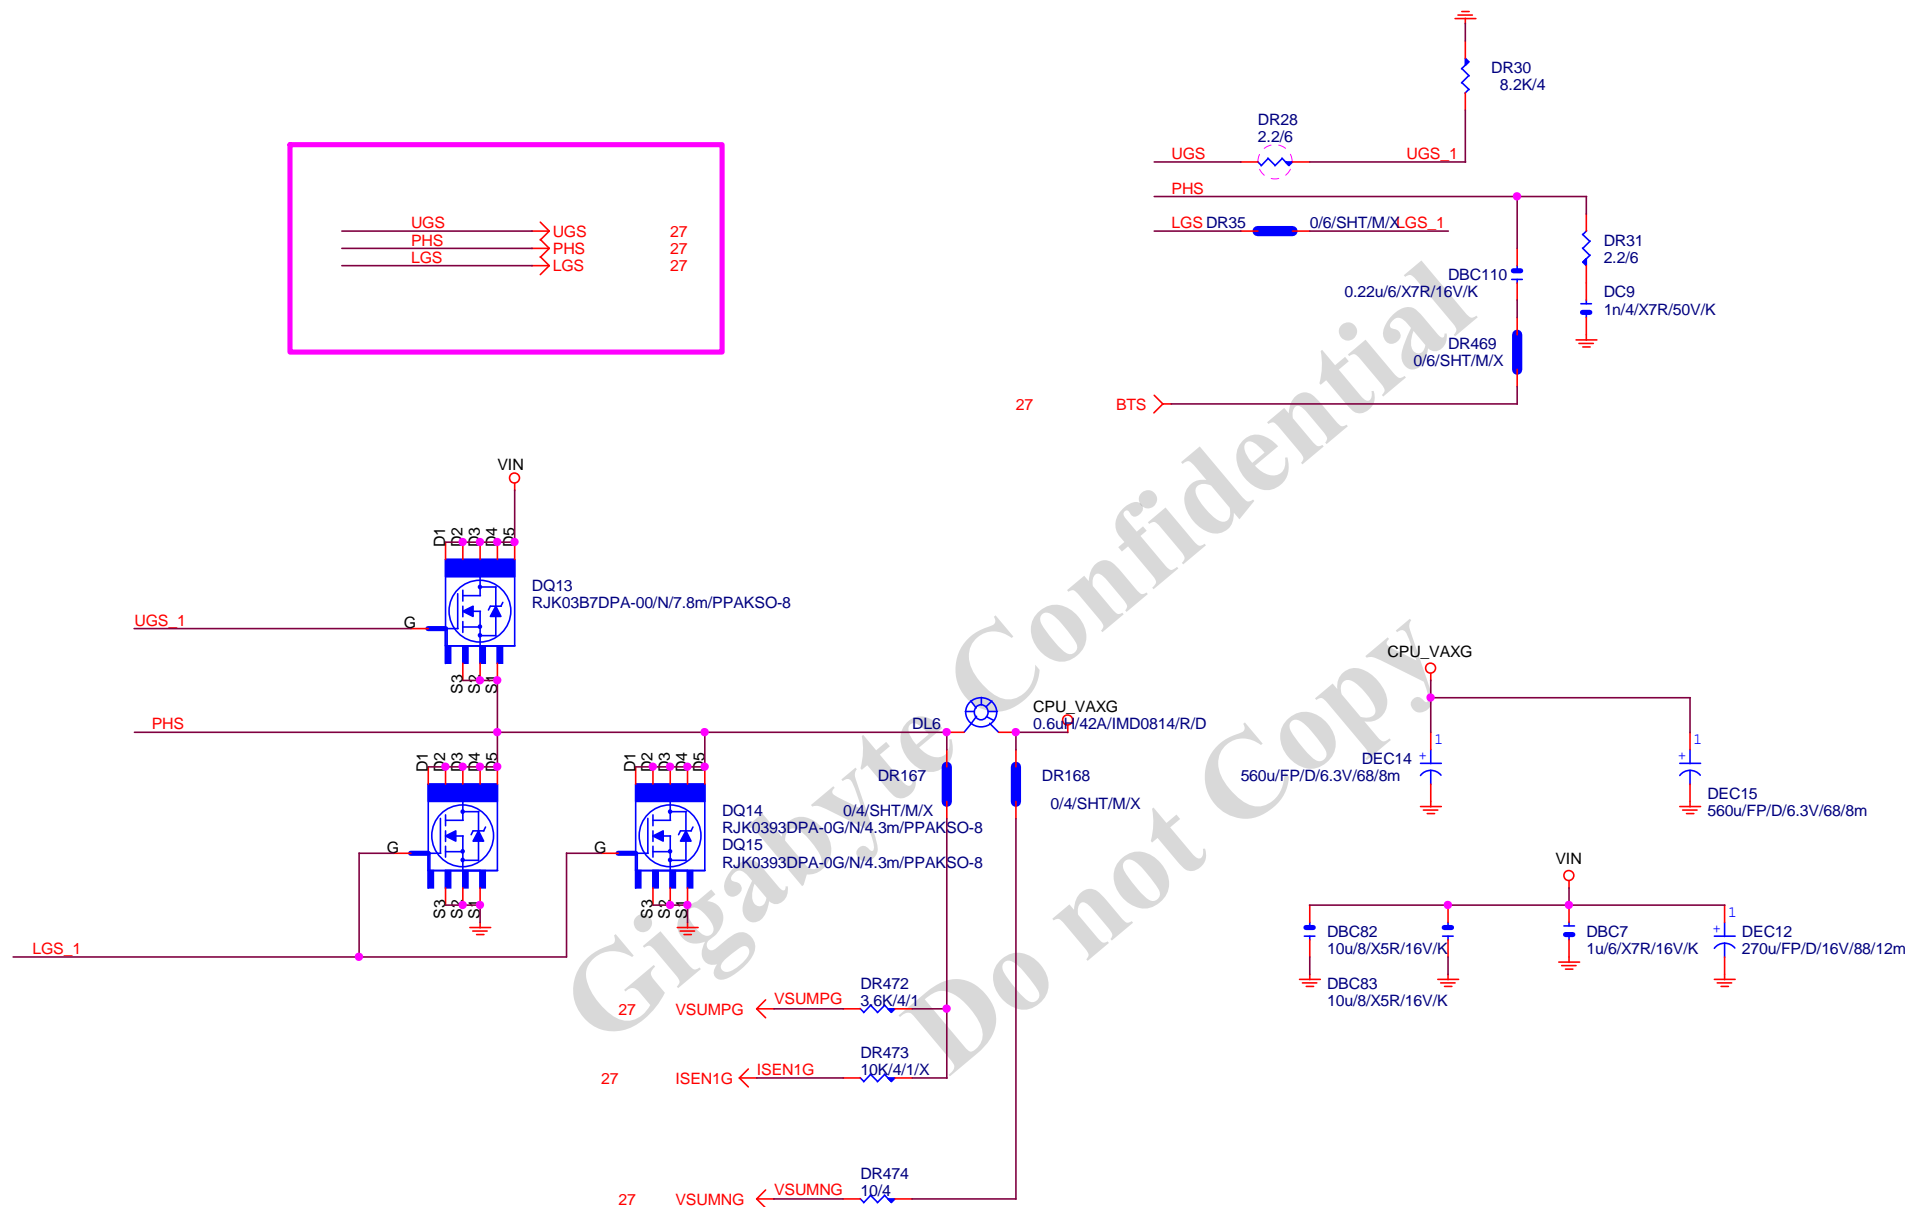 DR30
8.2K/4
DR28
2.2/6
UGS
UGS_1
PHS
LGS
DR35
0/6/SHT/M/X
LGS_1
UGS
UGS
27
PHS
PHS
27
LGS
LGS
27
DR31
2.2/6
DBC110
0.22u/6/X7R/16V/K
DC9
1n/4/X7R/50V/K
DR469
0/6/SHT/M/X
27
BTS
VIN
D1
D2
D3
D4
D5
DQ13
RJK03B7DPA-00/N/7.8m/PPAKSO-8
UGS_1
G
S3
S2
S1
CPU_VAXG
PHS
DL6
CPU_VAXG
0.6uH/42A/IMD0814/R/D
D1
D2
D3
D4
D5
D1
D2
D3
D4
D5
DR167
0/4/SHT/M/X
DR168
0/4/SHT/M/X
DQ14
RJK0393DPA-0G/N/4.3m/PPAKSO-8
DQ15
RJK0393DPA-0G/N/4.3m/PPAKSO-8
G
G
S3
S2
S1
S3
S2
S1
LGS_1
1
+
DEC14
560u/FP/D/6.3V/68/8m
1
+
DEC15
560u/FP/D/6.3V/68/8m
VIN
DBC82
10u/8/X5R/16V/K
DBC83
10u/8/X5R/16V/K
DBC7
1u/6/X7R/16V/K
1
+
DEC12
270u/FP/D/16V/88/12m
27
VSUMPG
VSUMPG
DR472
3.6K/4/1
27
ISEN1G
ISEN1G
DR473
10K/4/1/X
27
VSUMNG
VSUMNG
DR474
10/4
Gigabyte Confidential
Do not Copy